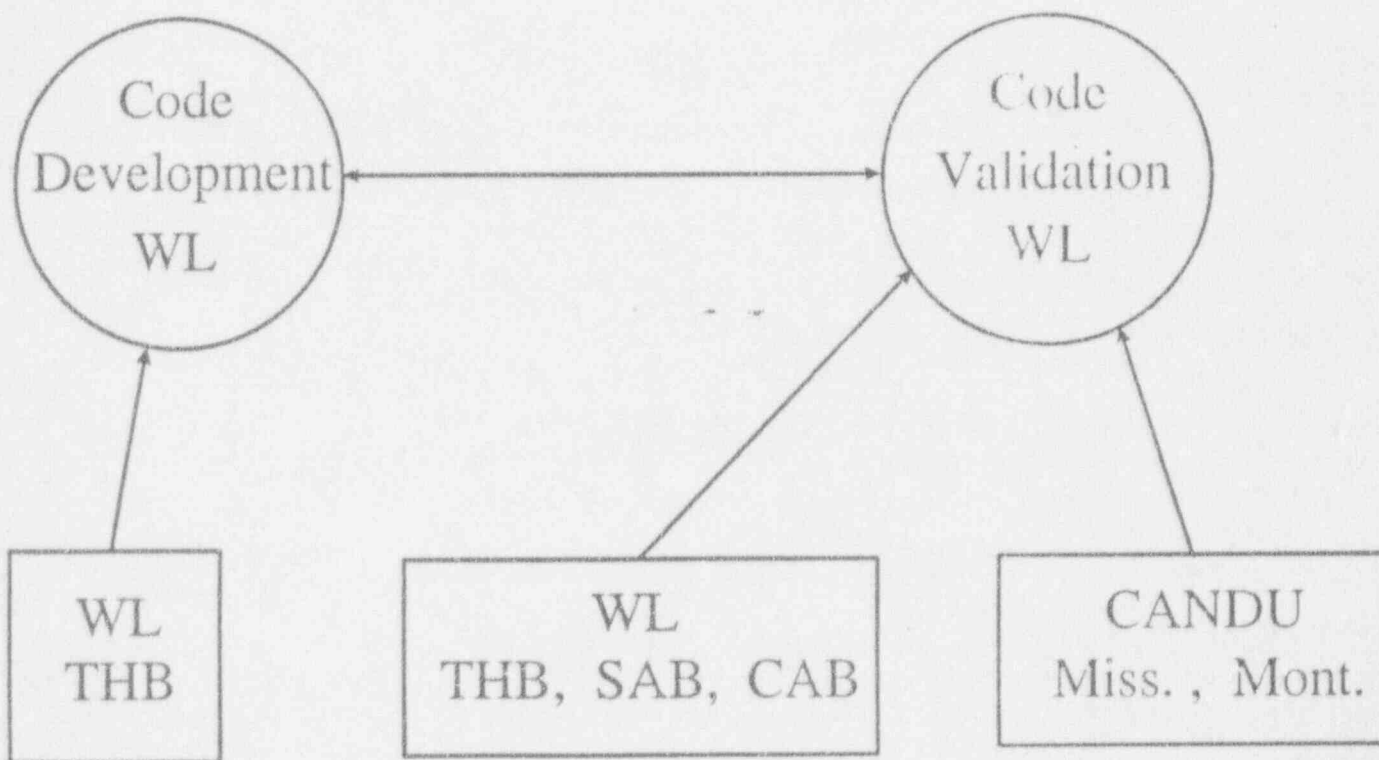 Code
Development
WL
Code
Validation
WL
WL
THB
WL
THB, SAB, CAB
CANDU
Miss. , Mont.